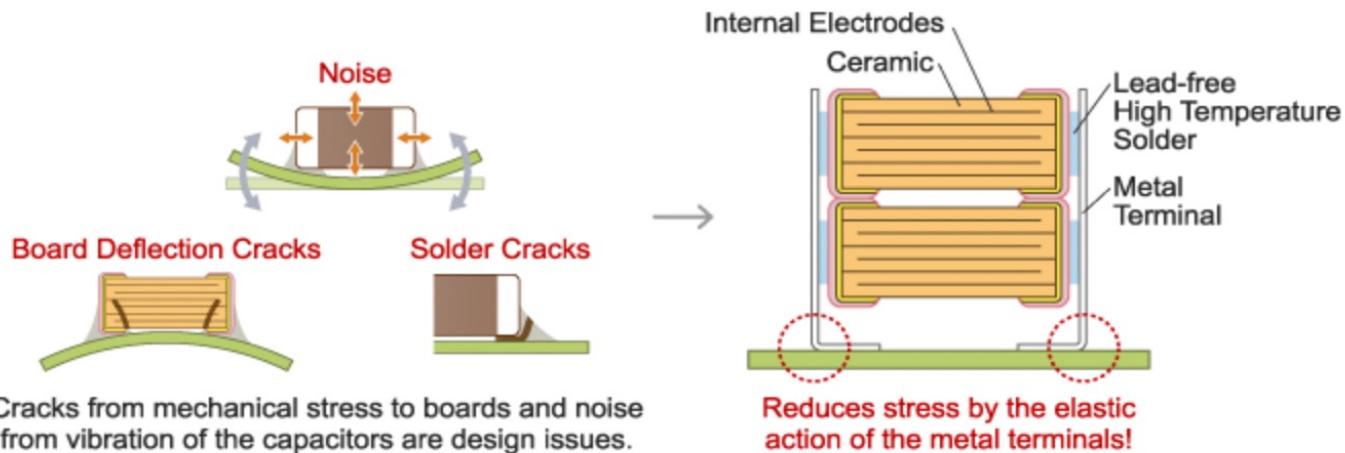 Noise
Board Deflection Cracks
Solder Cracks
Cracks from mechanical stress to boards and noise
from vibration of the capacitors are design issues.
Internal Electrodes
Ceramic
Lead-free
High Temperature
Solder
Metal
Terminal
Reduces stress by the elastic
action of the metal terminals!